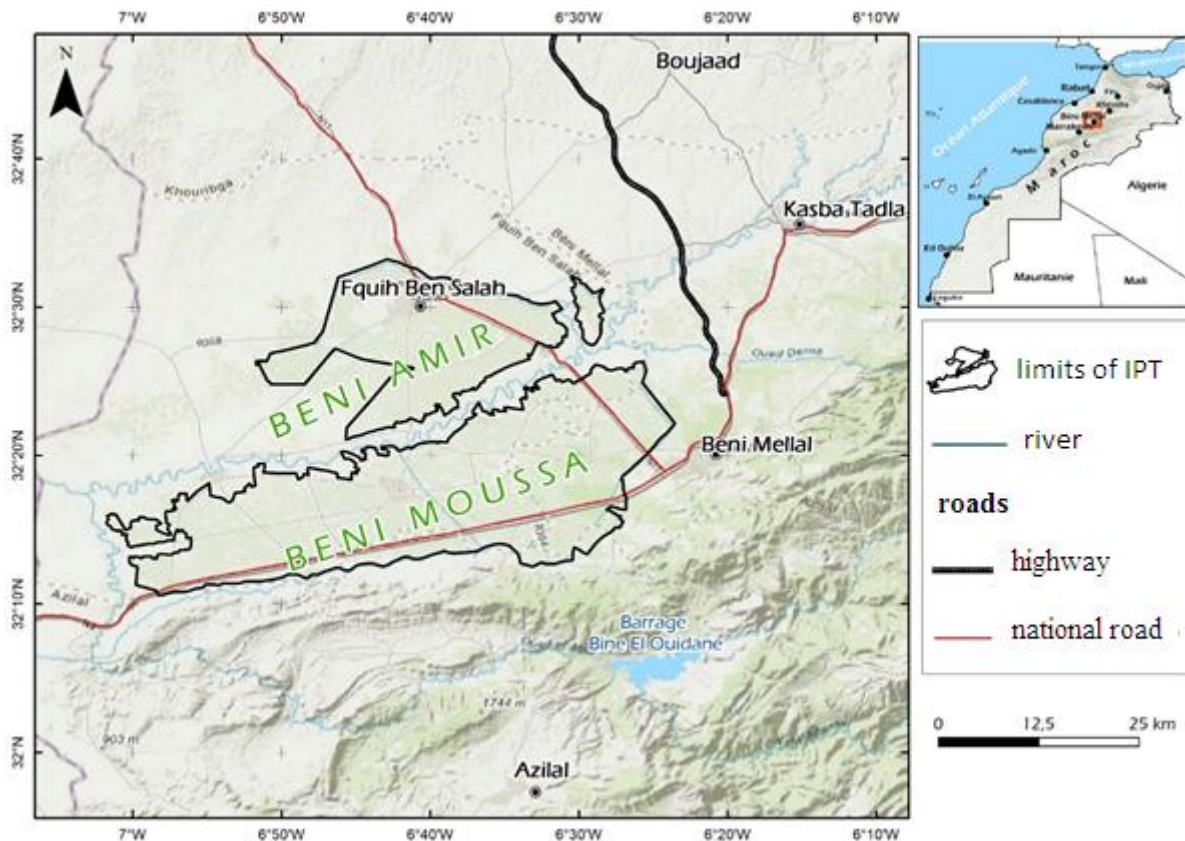 7°W 6°50' 6°40' 6°30' 6°20' 6°10'
N
Boujaad
32°40'
Khouribga
Kasba Tadla
Fquih Ben Salah
Béni Mellal
Fquih Ben Salah
32°30'
BENI AMIR
Oued Derna
32°20'
Beni Mellal
BENI MOUSSA
32°10'
Azilal
Barrage
Bine El Ouidane
1744 m
903 m
32°N
Azilal
7°W 6°50' 6°40' 6°30' 6°20' 6°10'
Océan Atlantique
Rabat
Casablanca
Marrakech
Agadir
Maroc
Algerie
Mauritanie
Mali
limits of IPT
river
roads
highway
national road
0 12,5 25 km